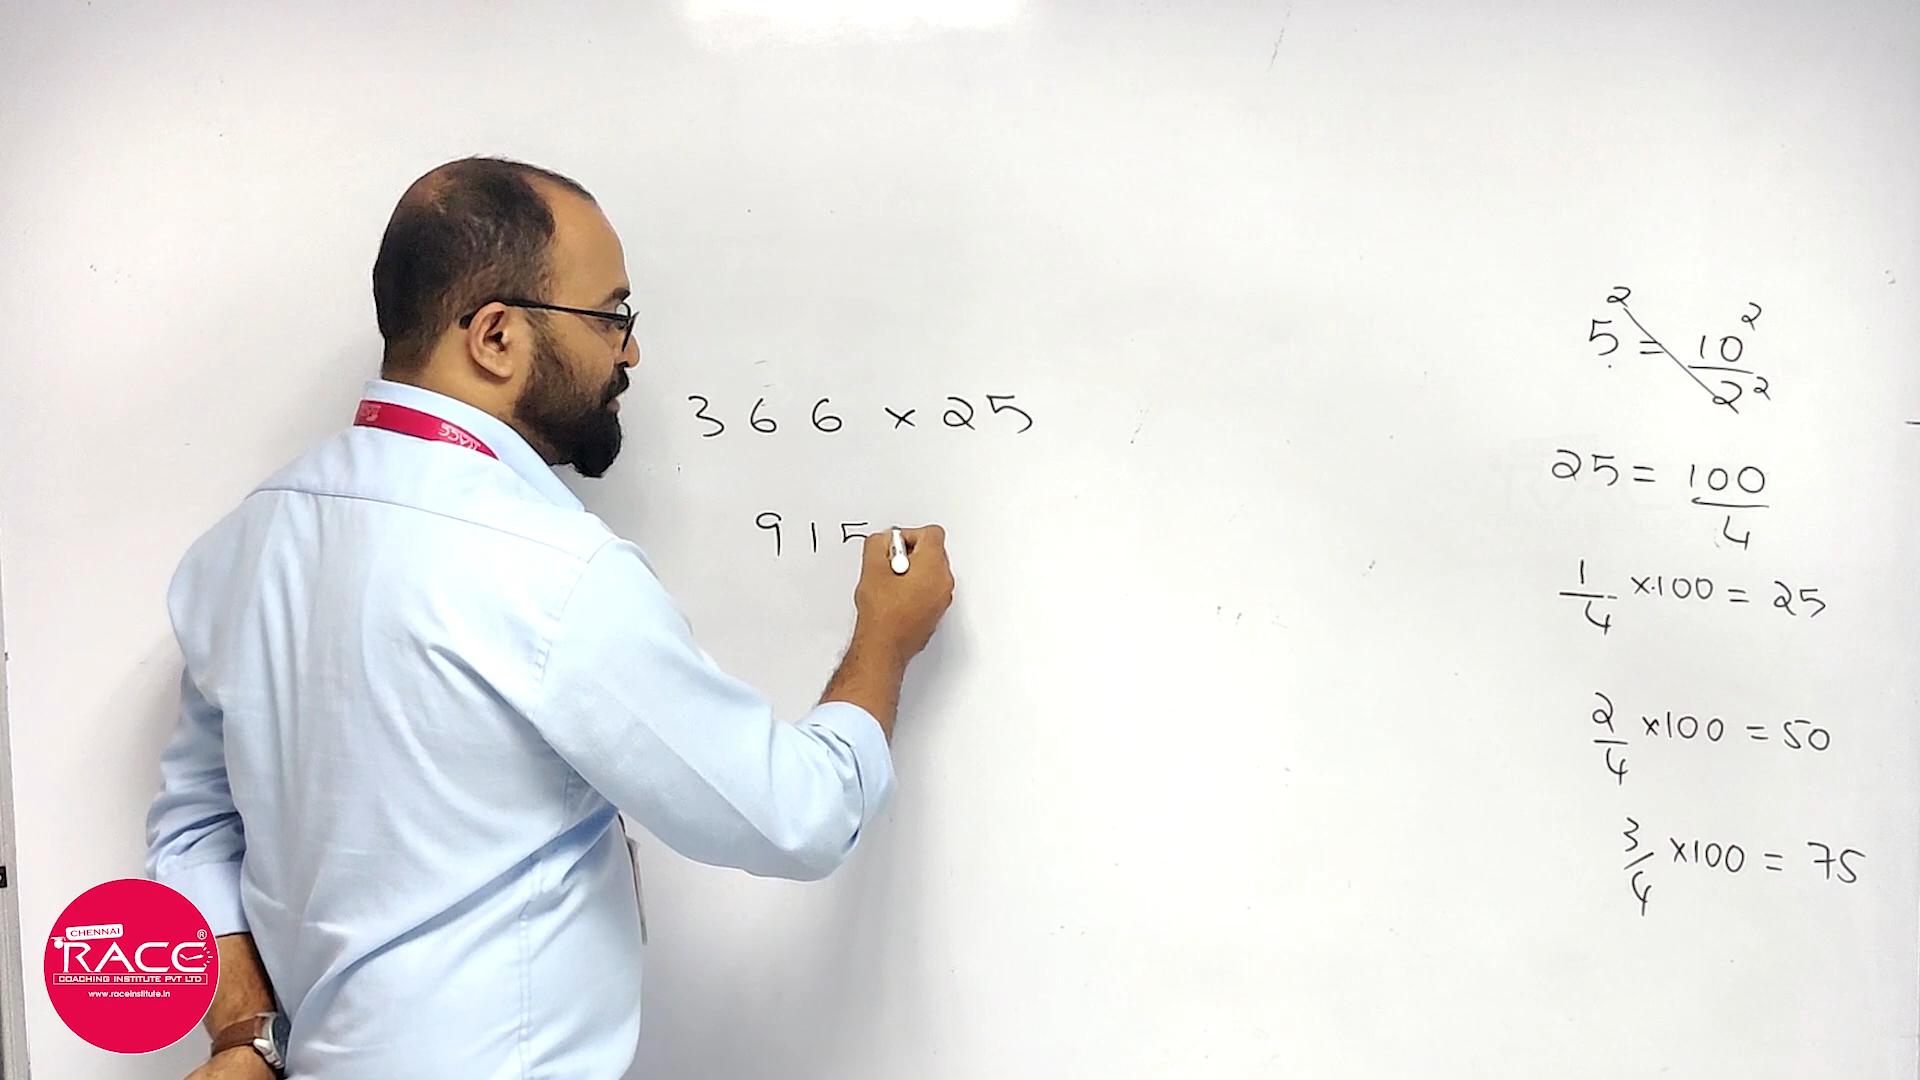 366 × 25
915
5² = 10²/2²
25 = 100/4
1/4 × 100 = 25
2/4 × 100 = 50
3/4 × 100 = 75
CHENNAI
RACE®
COACHING INSTITUTE PVT LTD
www.raceinstitute.in